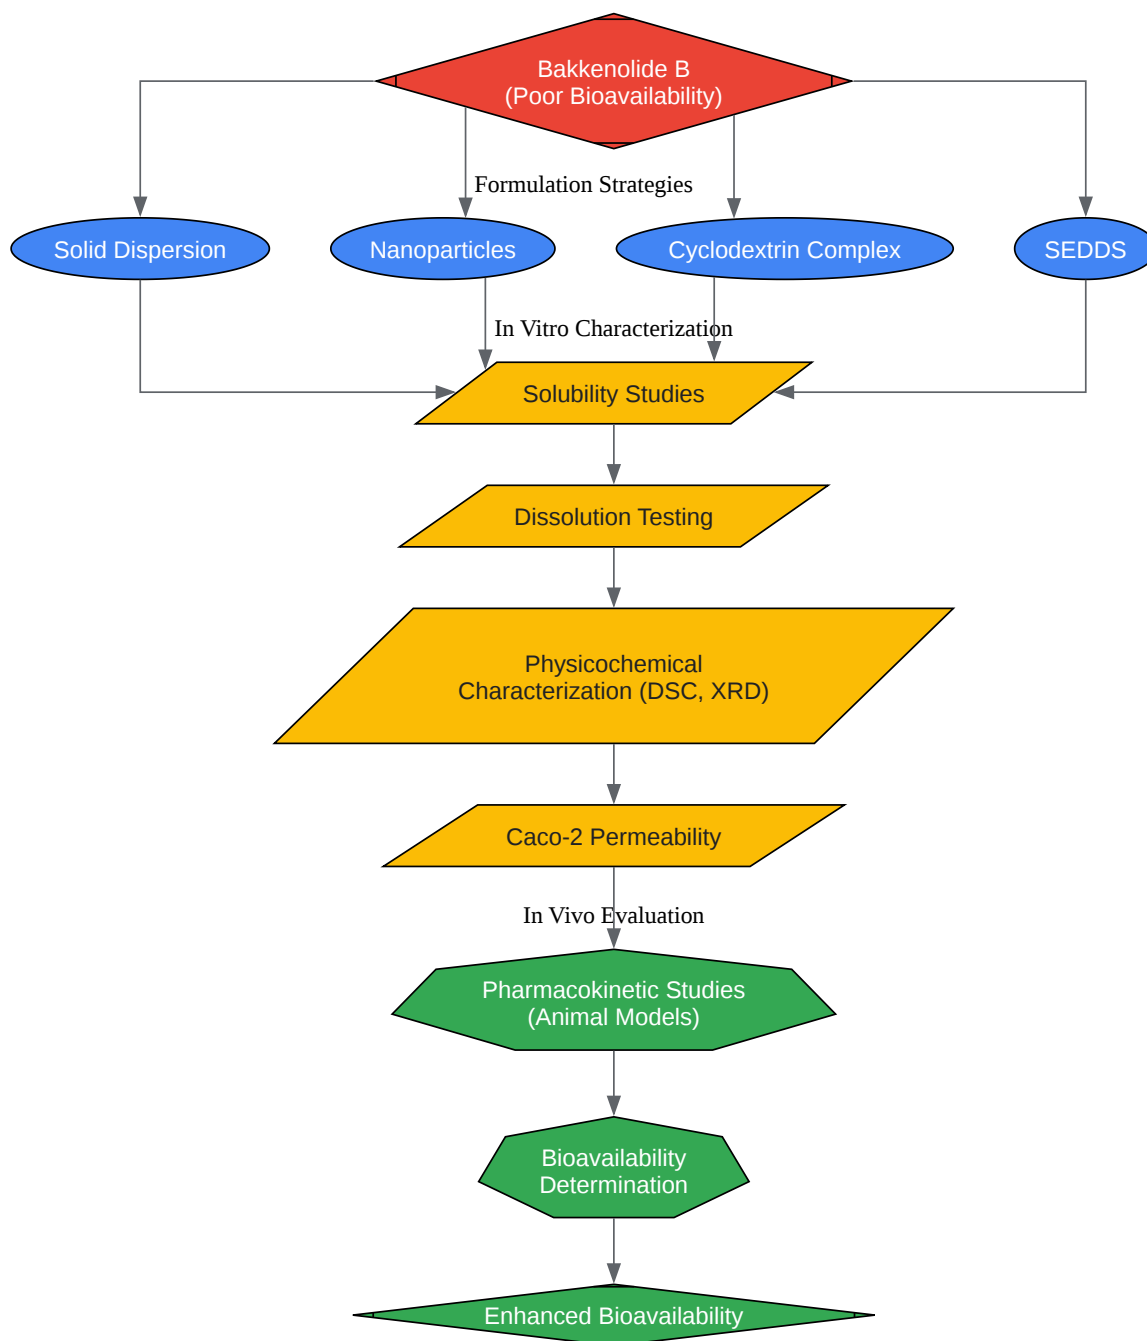 Bakkenolide B
(Poor Bioavailability)
Formulation Strategies
Solid Dispersion
Nanoparticles
Cyclodextrin Complex
SEDDS
In Vitro Characterization
Solubility Studies
Dissolution Testing
Physicochemical
Characterization (DSC, XRD)
Caco-2 Permeability
In Vivo Evaluation
Pharmacokinetic Studies
(Animal Models)
Bioavailability
Determination
Enhanced Bioavailability